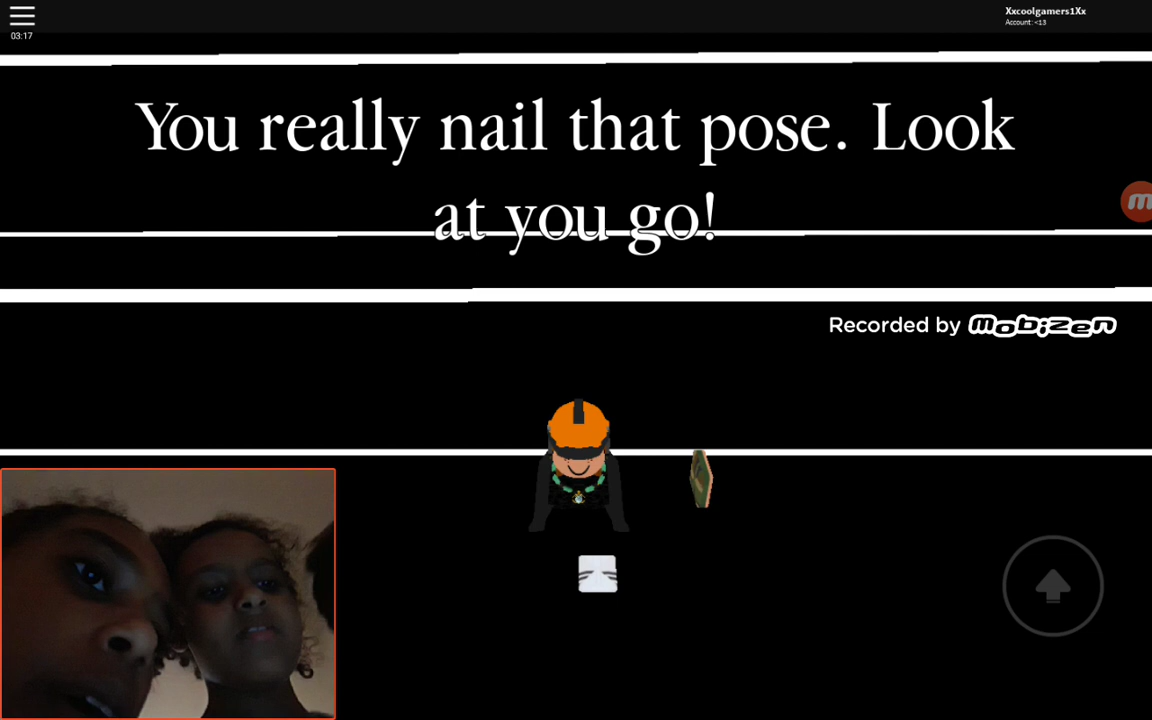 03:17
Xxcoolgamers1Xx
Account: <13
You really nail that pose. Look
at you go!
m
Recorded by mobizen